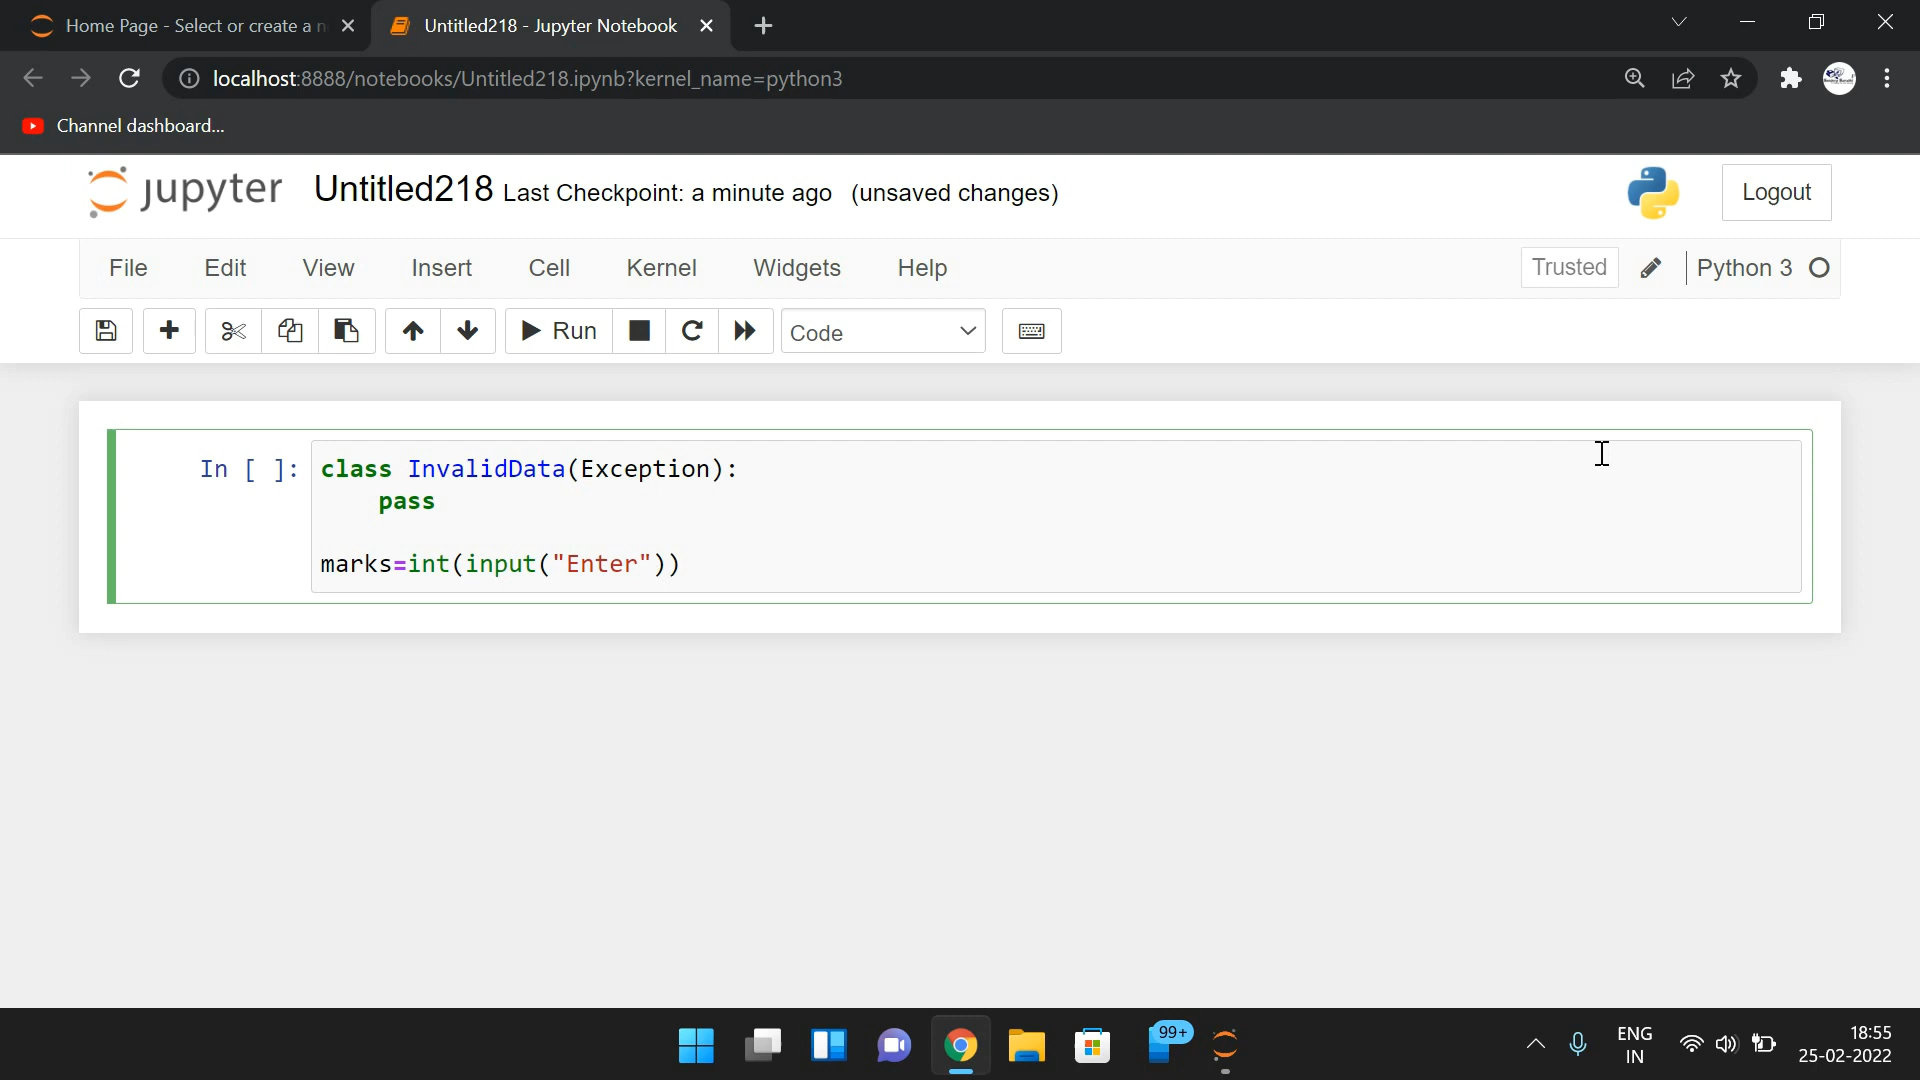 Home Page - Select or create a n
Untitled218 - Jupyter Notebook
localhost:8888/notebooks/Untitled218.ipynb?kernel_name=python3
Channel dashboard...
jupyter Untitled218 Last Checkpoint: a minute ago (unsaved changes)
Logout
File Edit View Insert Cell Kernel Widgets Help
Trusted
Python 3
Run
Code
In [ ]: class InvalidData(Exception):
pass
marks=int(input("Enter"))
99+
ENG
IN
18:55
25-02-2022